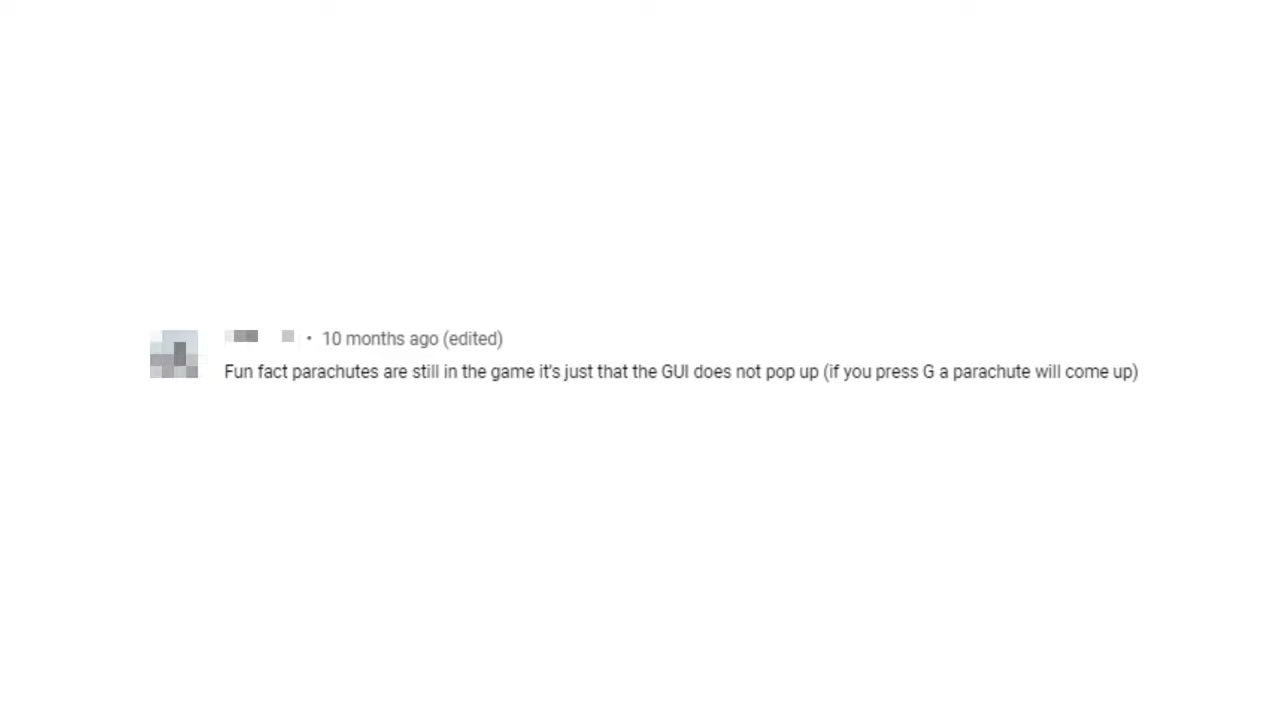 • 10 months ago (edited)
Fun fact parachutes are still in the game it's just that the GUI does not pop up (if you press G a parachute will come up)